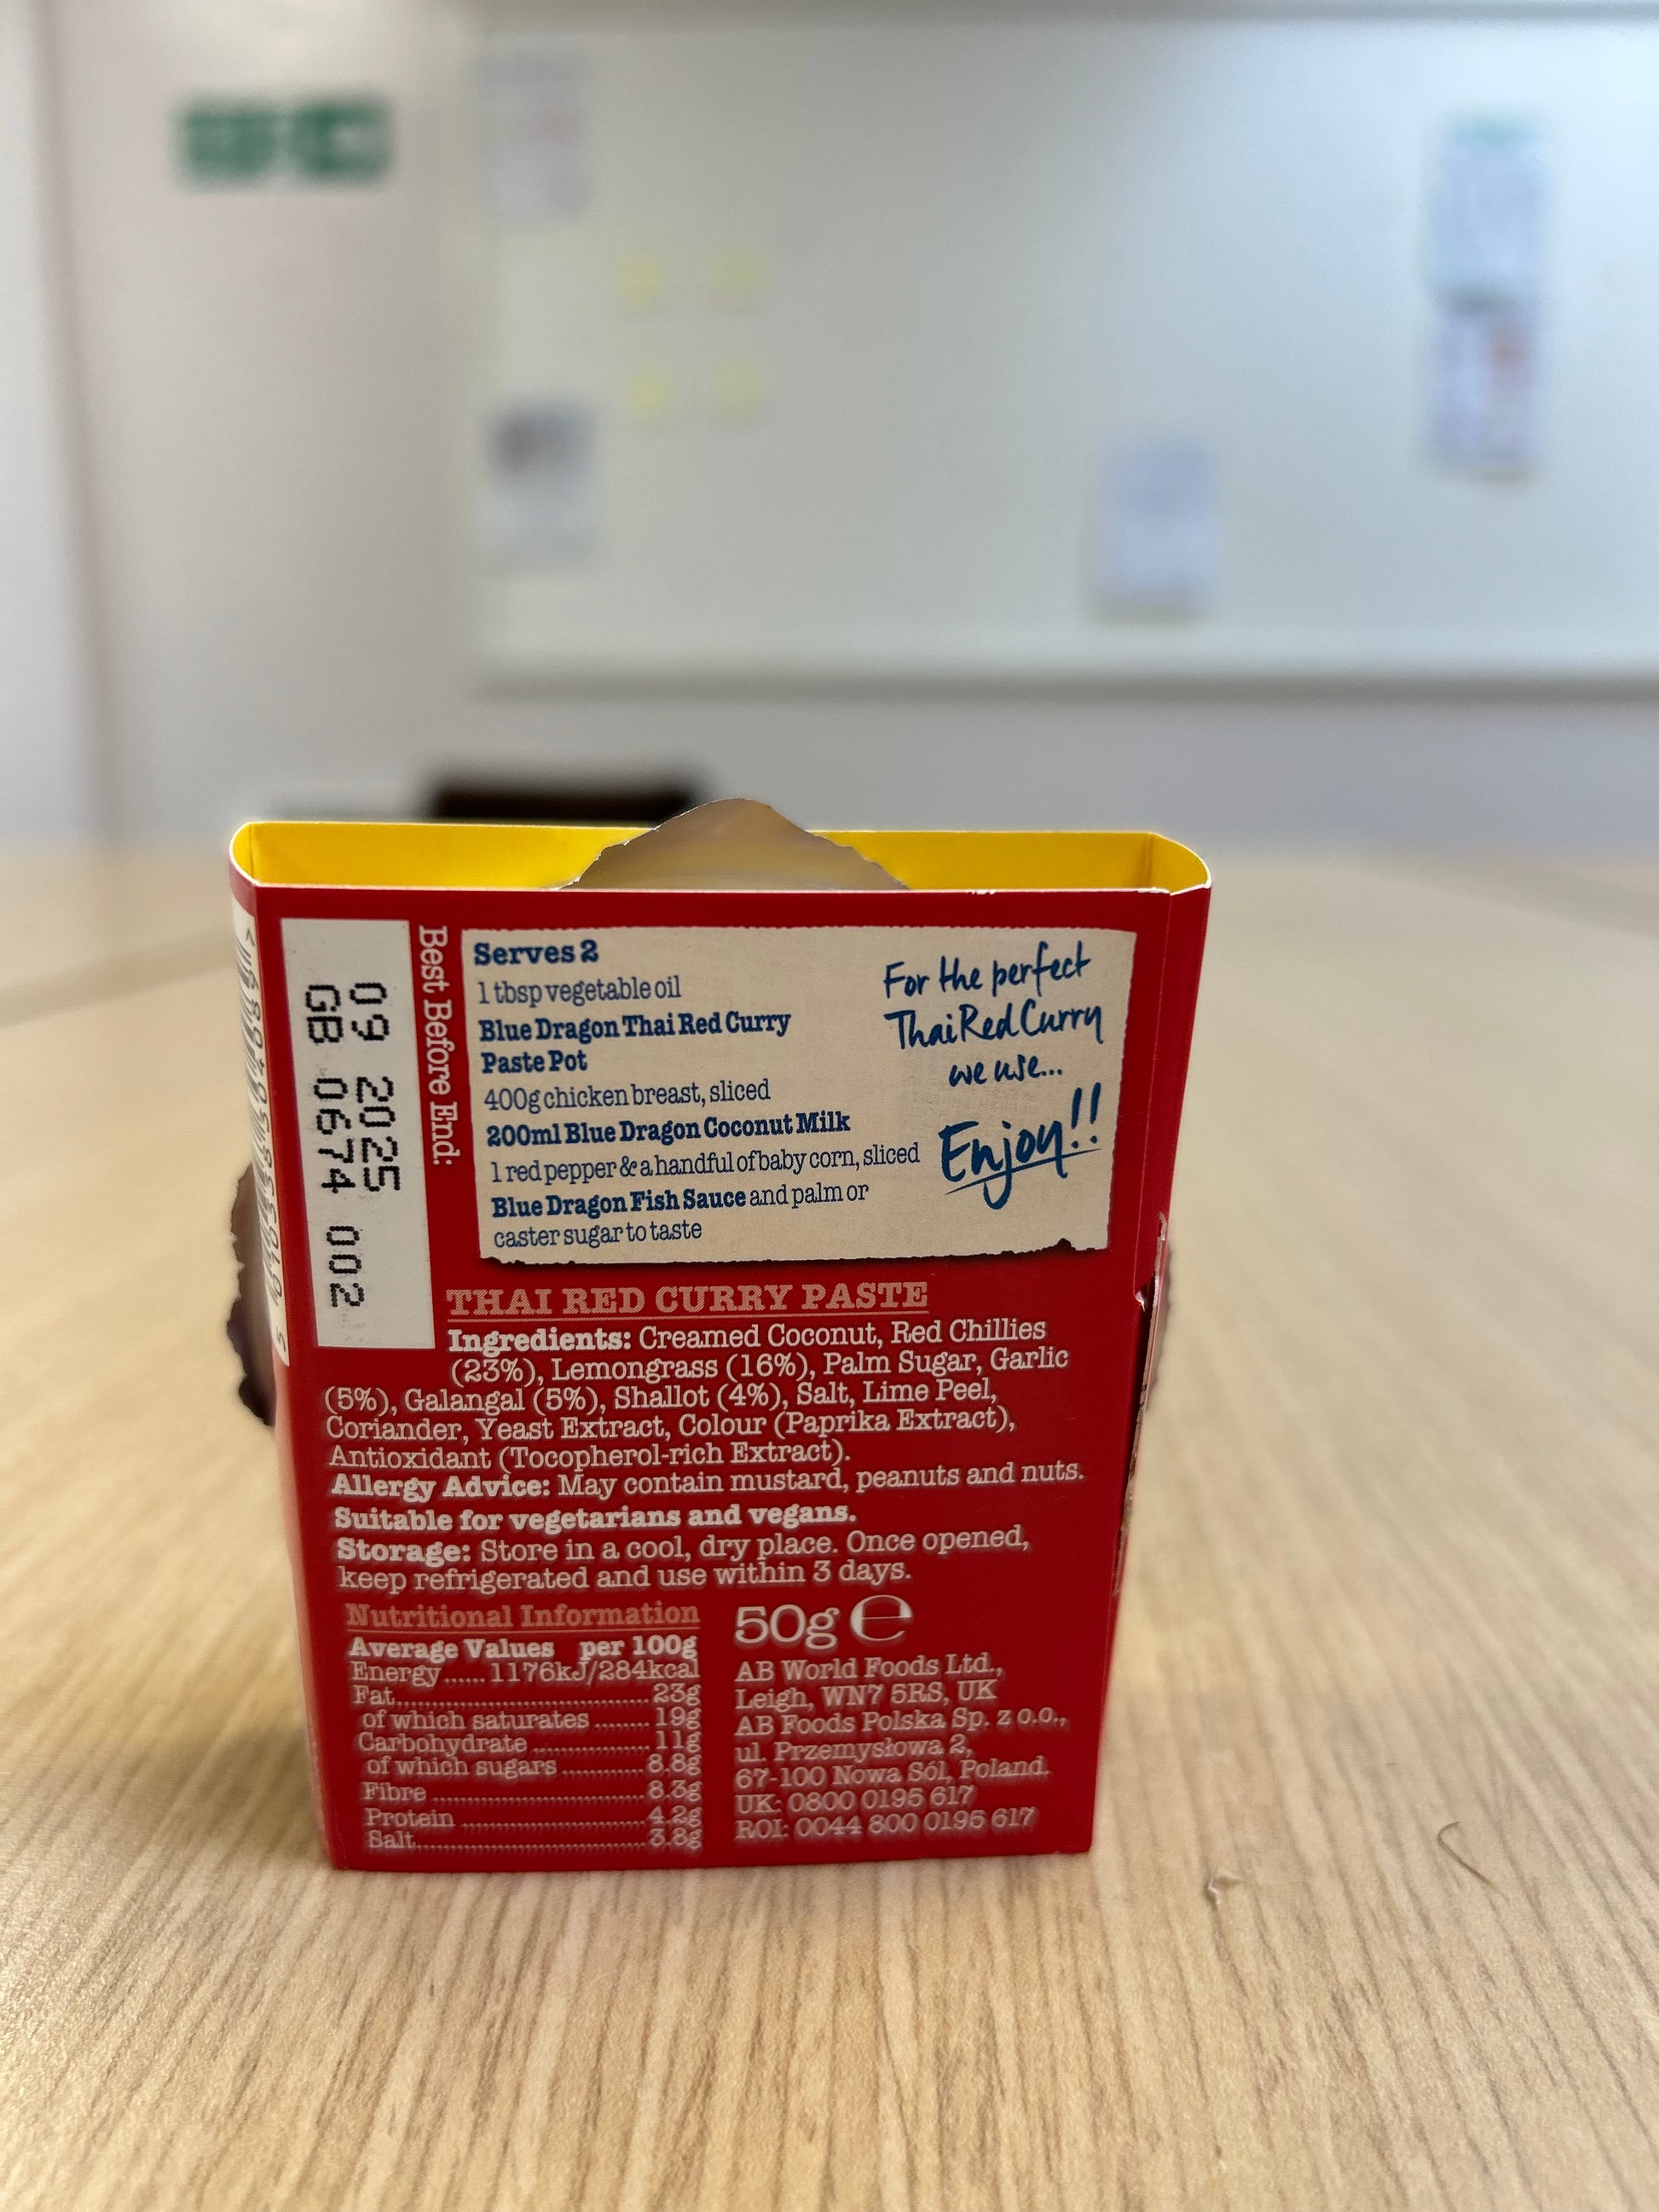 Best Before End:
09 2025
GB 0674 002
Serves 2
1 tbsp vegetable oil
Blue Dragon Thai Red Curry
Paste Pot
400g chicken breast, sliced
200ml Blue Dragon Coconut Milk
1 red pepper & a handful of baby corn, sliced
Blue Dragon Fish Sauce and palm or
caster sugar to taste
For the perfect
Thai Red Curry
we use...
Enjoy!!
THAI RED CURRY PASTE
Ingredients: Creamed Coconut, Red Chillies
(23%), Lemongrass (16%), Palm Sugar, Garlic
(5%), Galangal (5%), Shallot (4%), Salt, Lime Peel,
Coriander, Yeast Extract, Colour (Paprika Extract),
Antioxidant (Tocopherol-rich Extract).
Allergy Advice: May contain mustard, peanuts and nuts.
Suitable for vegetarians and vegans.
Storage: Store in a cool, dry place. Once opened,
keep refrigerated and use within 3 days.
Nutritional Information
Average Values per 100g
Energy...... 1176kJ/284kcal
Fat.................................... 23g
of which saturates ........ 19g
Carbohydrate ................ 11g
of which sugars ............ 8.8g
Fibre ............................... 8.3g
Protein .......................... 4.2g
Salt................................. 3.8g
50g e
AB World Foods Ltd.,
Leigh, WN7 5RS, UK
AB Foods Polska Sp. z o.o.,
ul. Przemysłowa 2,
67-100 Nowa Sól, Poland.
UK: 0800 0195 617
ROI: 0044 800 0195 617